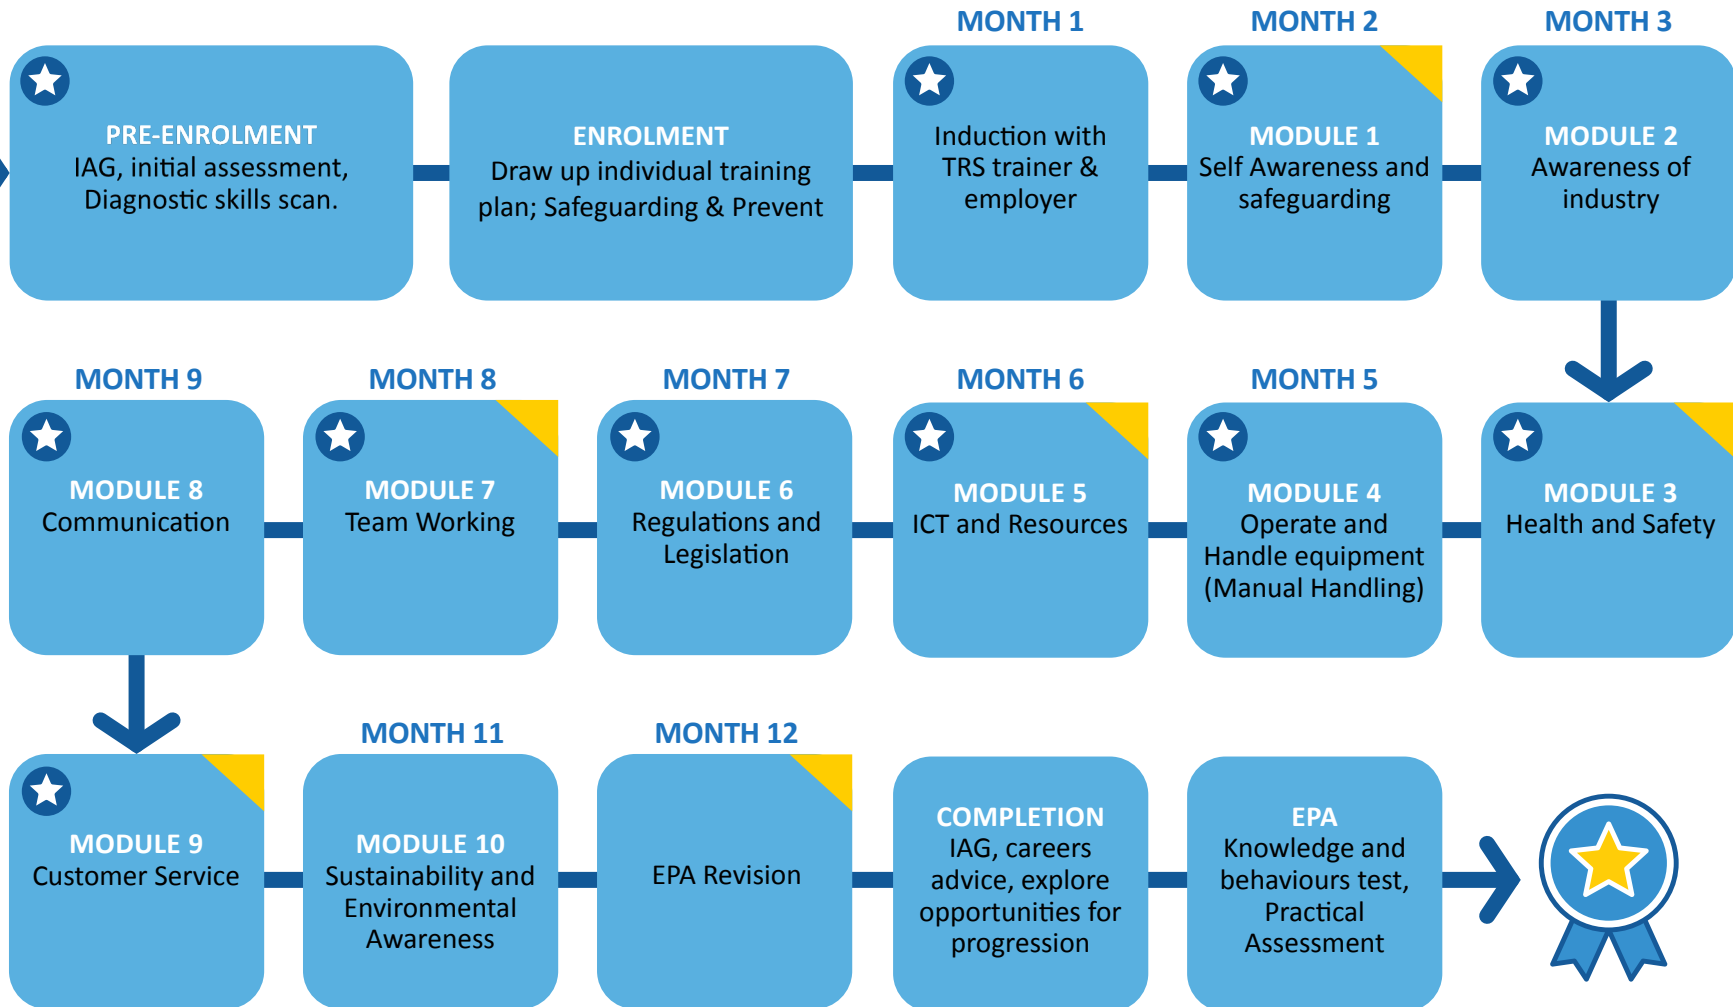 MONTH 1
MONTH 2
MONTH 3
PRE-ENROLMENT
IAG, initial assessment,
Diagnostic skills scan.
ENROLMENT
Draw up individual training
plan; Safeguarding & Prevent
Induction with
TRS trainer &
employer
MODULE 1
Self Awareness and
safeguarding
MODULE 2
Awareness of
industry
MONTH 9
MONTH 8
MONTH 7
MONTH 6
MONTH 5
MODULE 8
Communication
MODULE 7
Team Working
MODULE 6
Regulations and
Legislation
MODULE 5
ICT and Resources
MODULE 4
Operate and
Handle equipment
(Manual Handling)
MODULE 3
Health and Safety
MONTH 11
MONTH 12
MODULE 9
Customer Service
MODULE 10
Sustainability and
Environmental
Awareness
EPA Revision
COMPLETION
IAG, careers
advice, explore
opportunities for
progression
EPA
Knowledge and
behaviours test,
Practical
Assessment